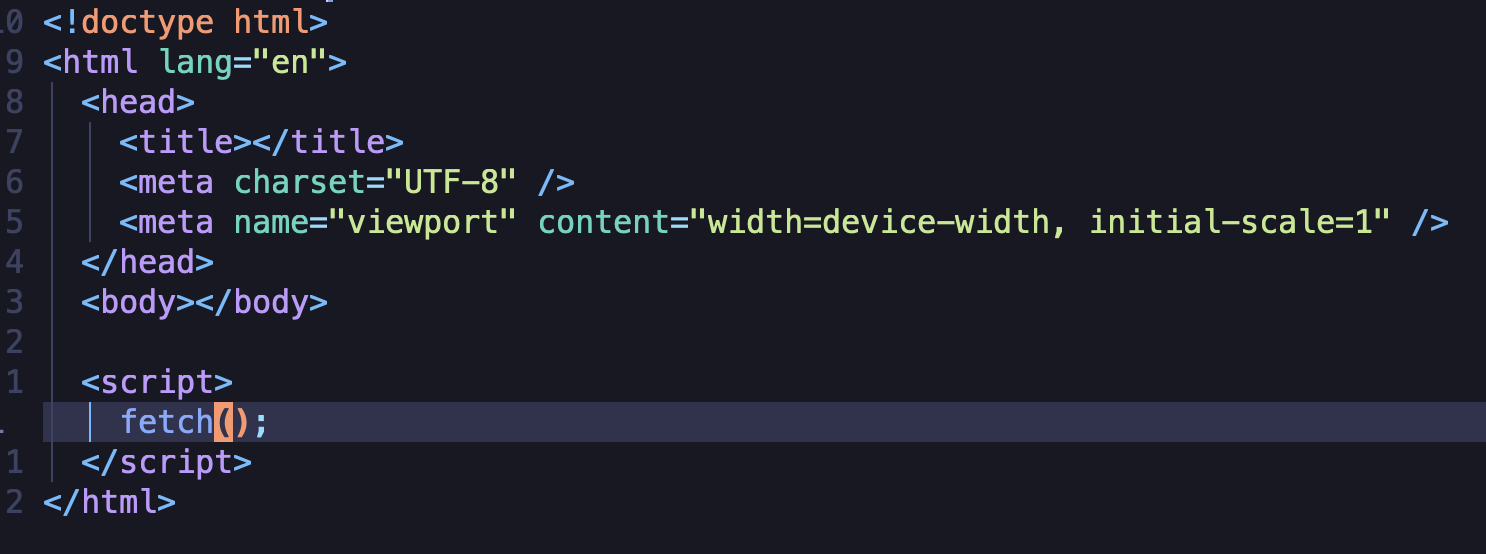 10 <!doctype html>
9 <html lang="en">
8 <head>
7 <title></title>
6 <meta charset="UTF-8" />
5 <meta name="viewport" content="width=device-width, initial-scale=1" />
4 </head>
3 <body></body>
2
1 <script>
fetch();
1 </script>
2 </html>